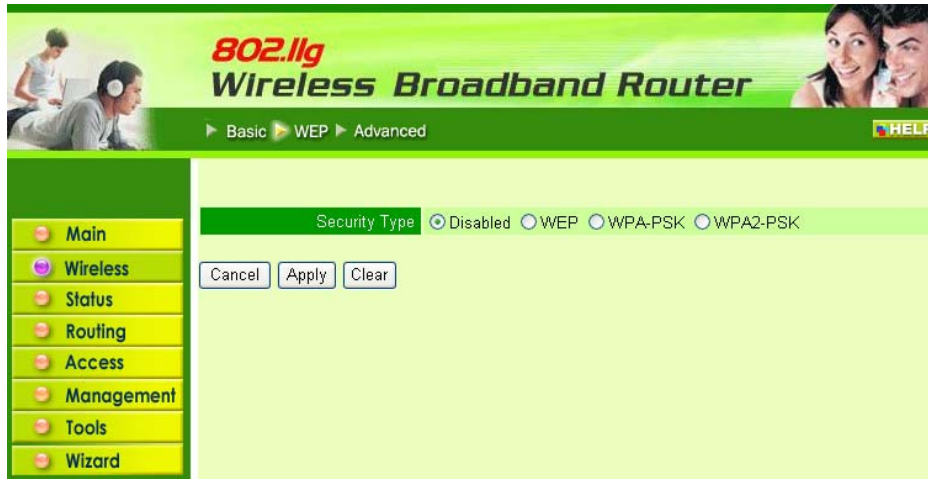 802.11g
Wireless Broadband Router
Basic WEP Advanced
HELP
Security Type Disabled WEP WPA-PSK WPA2-PSK
Cancel Apply Clear
Main
Wireless
Status
Routing
Access
Management
Tools
Wizard